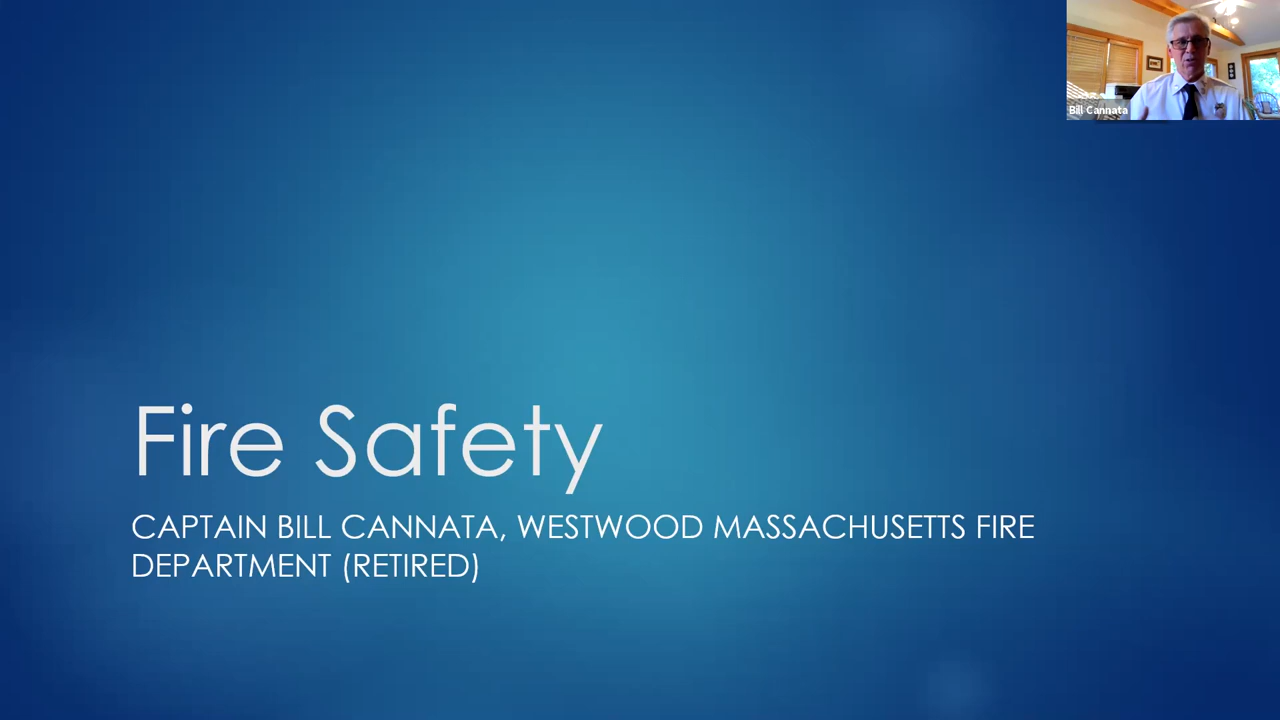 Bill Cannata
Fire Safety
CAPTAIN BILL CANNATA, WESTWOOD MASSACHUSETTS FIRE
DEPARTMENT (RETIRED)